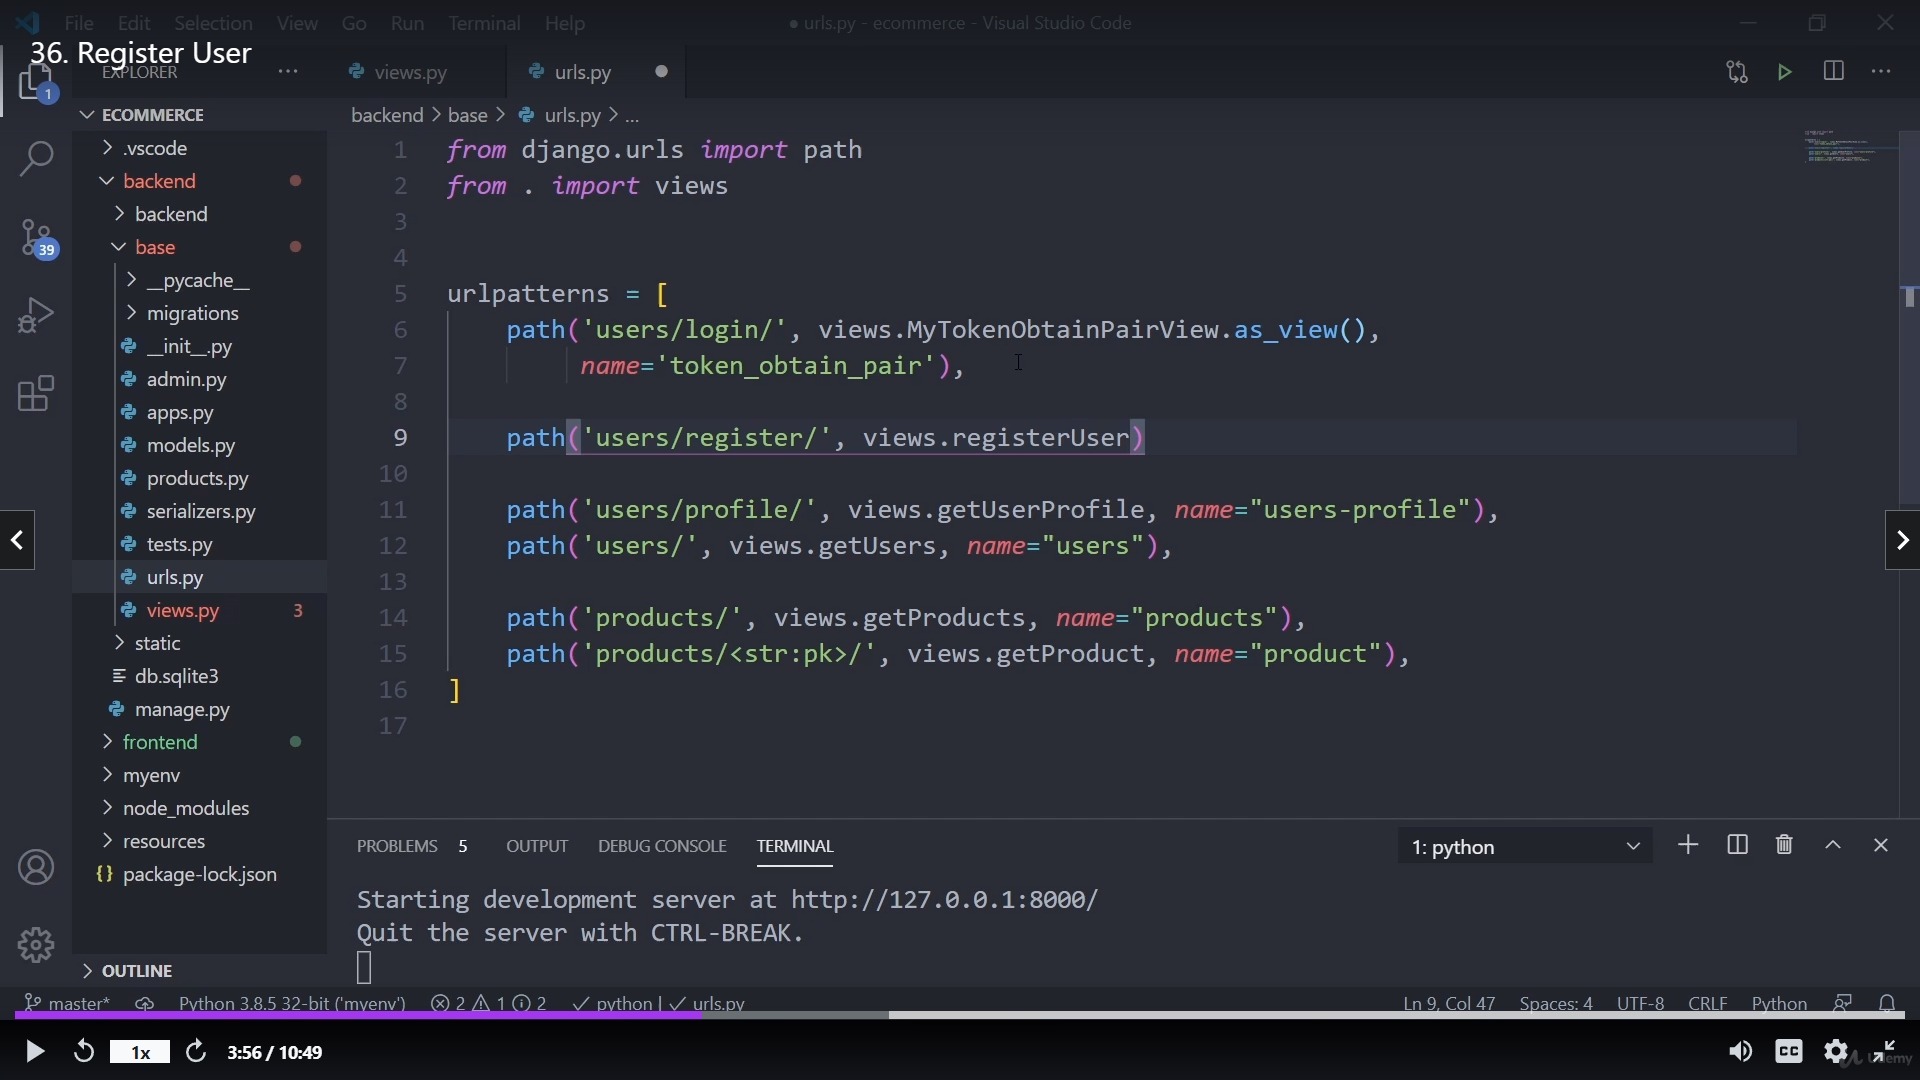 File Edit Selection View Go Run Terminal Help
● urls.py - ecommerce - Visual Studio Code
36. Register User
EXPLORER
views.py
urls.py
1
ECOMMERCE
backend > base > urls.py > ...
.vscode
backend
backend
base
39
__pycache__
migrations
__init__.py
admin.py
apps.py
models.py
products.py
serializers.py
tests.py
urls.py
views.py 3
static
db.sqlite3
manage.py
frontend
myenv
node_modules
resources
{} package-lock.json
OUTLINE
1 from django.urls import path
2 from . import views
3
4
5 urlpatterns = [
6 path('users/login/', views.MyTokenObtainPairView.as_view(),
7 name='token_obtain_pair'),
8
9 path('users/register/', views.registerUser)
10
11 path('users/profile/', views.getUserProfile, name="users-profile"),
12 path('users/', views.getUsers, name="users"),
13
14 path('products/', views.getProducts, name="products"),
15 path('products/<str:pk>/', views.getProduct, name="product"),
16 ]
17
PROBLEMS 5 OUTPUT DEBUG CONSOLE TERMINAL
1: python
Starting development server at http://127.0.0.1:8000/
Quit the server with CTRL-BREAK.
master* Python 3.8.5 32-bit ('myenv') 2 1 2 python | urls.py
Ln 9, Col 47 Spaces: 4 UTF-8 CRLF Python
1x 3:56 / 10:49
CC
Udemy